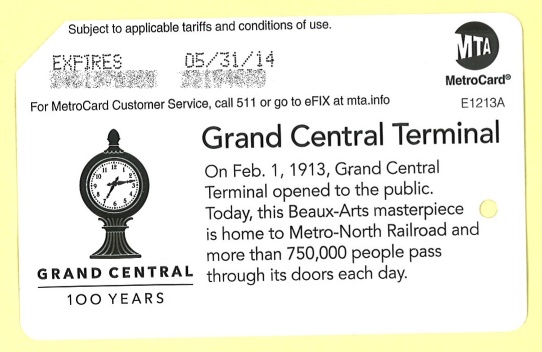 Subject to applicable tariffs and conditions of use.
EXPIRES 05/31/14
For MetroCard Customer Service, call 511 or go to eFIX at mta.info
MTA
MetroCard®
E1213A
Grand Central Terminal
On Feb. 1, 1913, Grand Central
Terminal opened to the public.
Today, this Beaux-Arts masterpiece
is home to Metro-North Railroad and
more than 750,000 people pass
through its doors each day.
GRAND CENTRAL
100 YEARS